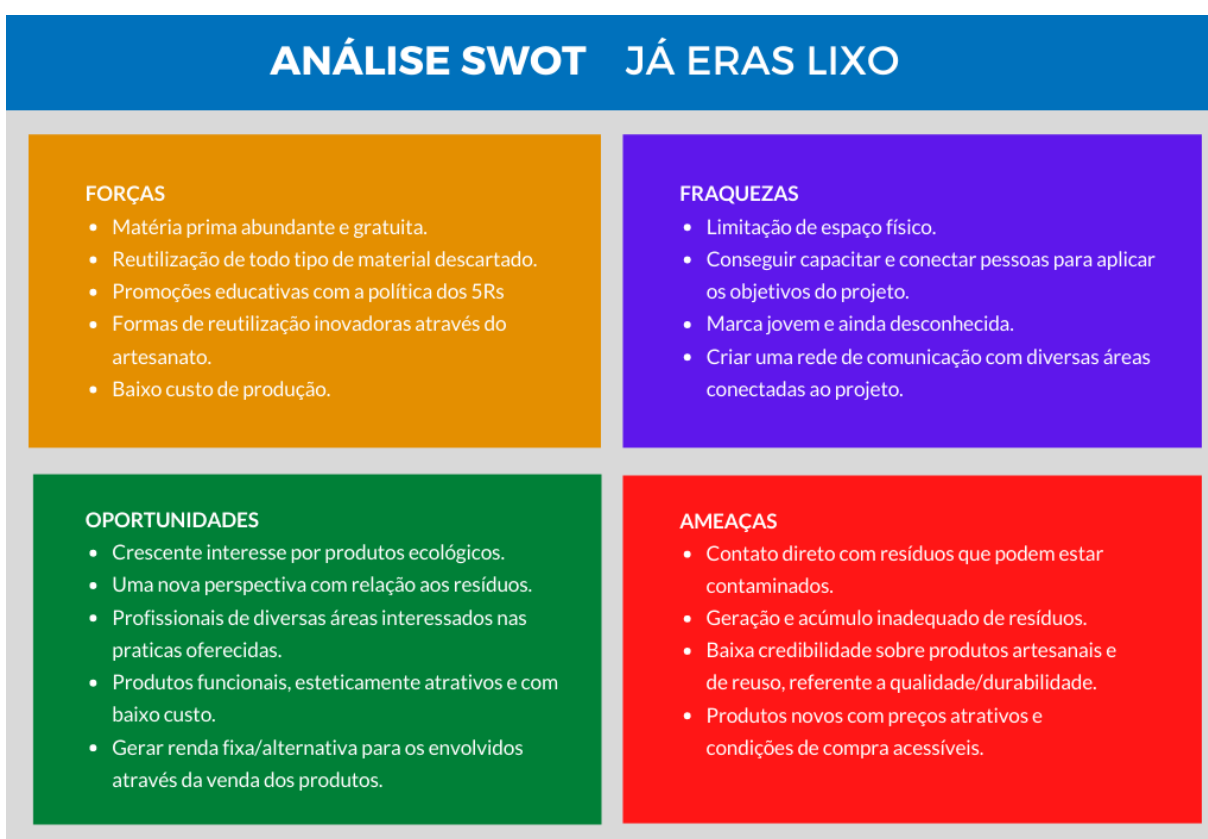 ANÁLISE SWOT JÁ ERAS LIXO
FORÇAS
• Matéria prima abundante e gratuita.
• Reutilização de todo tipo de material descartado.
• Promoções educativas com a política dos 5Rs
• Formas de reutilização inovadoras através do
artesanato.
• Baixo custo de produção.
FRAQUEZAS
• Limitação de espaço físico.
• Conseguir capacitar e conectar pessoas para aplicar
os objetivos do projeto.
• Marca jovem e ainda desconhecida.
• Criar uma rede de comunicação com diversas áreas
conectadas ao projeto.
OPORTUNIDADES
• Crescente interesse por produtos ecológicos.
• Uma nova perspectiva com relação aos resíduos.
• Profissionais de diversas áreas interessados nas
praticas oferecidas.
• Produtos funcionais, esteticamente atrativos e com
baixo custo.
• Gerar renda fixa/alternativa para os envolvidos
através da venda dos produtos.
AMEAÇAS
• Contato direto com resíduos que podem estar
contaminados.
• Geração e acúmulo inadequado de resíduos.
• Baixa credibilidade sobre produtos artesanais e
de reuso, referente a qualidade/durabilidade.
• Produtos novos com preços atrativos e
condições de compra acessíveis.